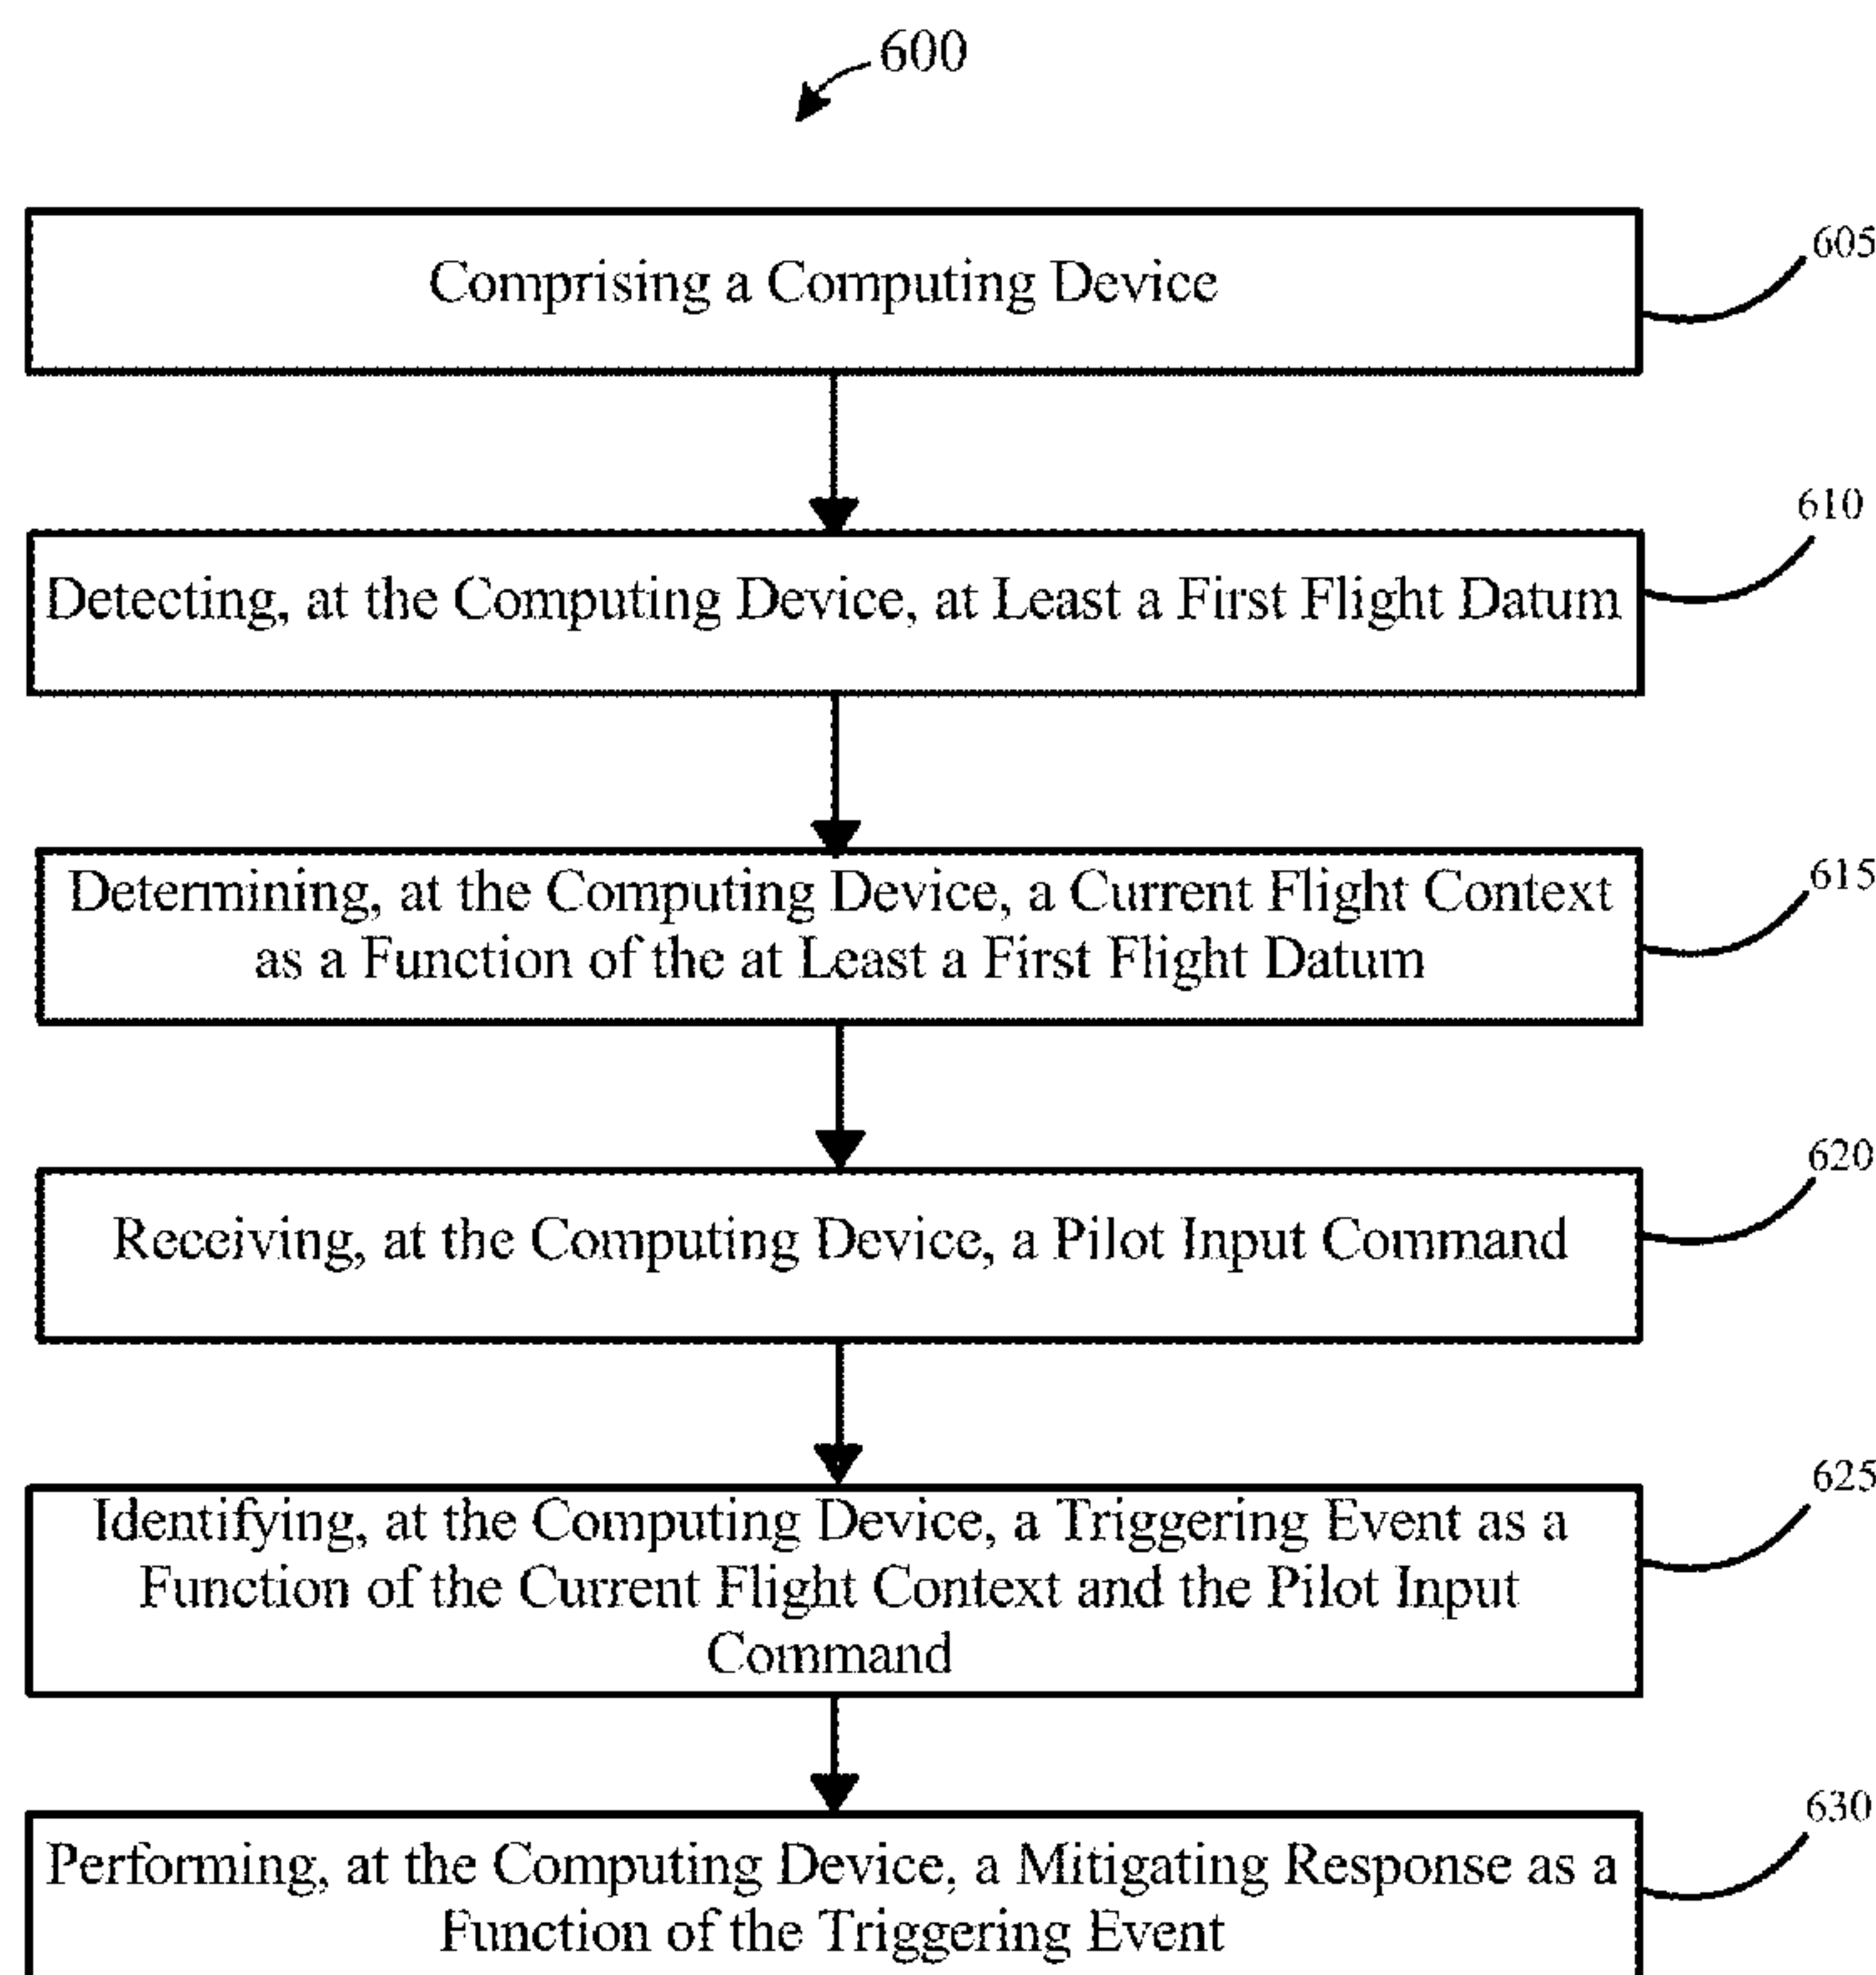 600
Comprising a Computing Device
605
Detecting, at the Computing Device, at Least a First Flight Datum
610
Determining, at the Computing Device, a Current Flight Context
as a Function of the at Least a First Flight Datum
615
Receiving, at the Computing Device, a Pilot Input Command
620
Identifying, at the Computing Device, a Triggering Event as a
Function of the Current Flight Context and the Pilot Input
Command
625
Performing, at the Computing Device, a Mitigating Response as a
Function of the Triggering Event
630